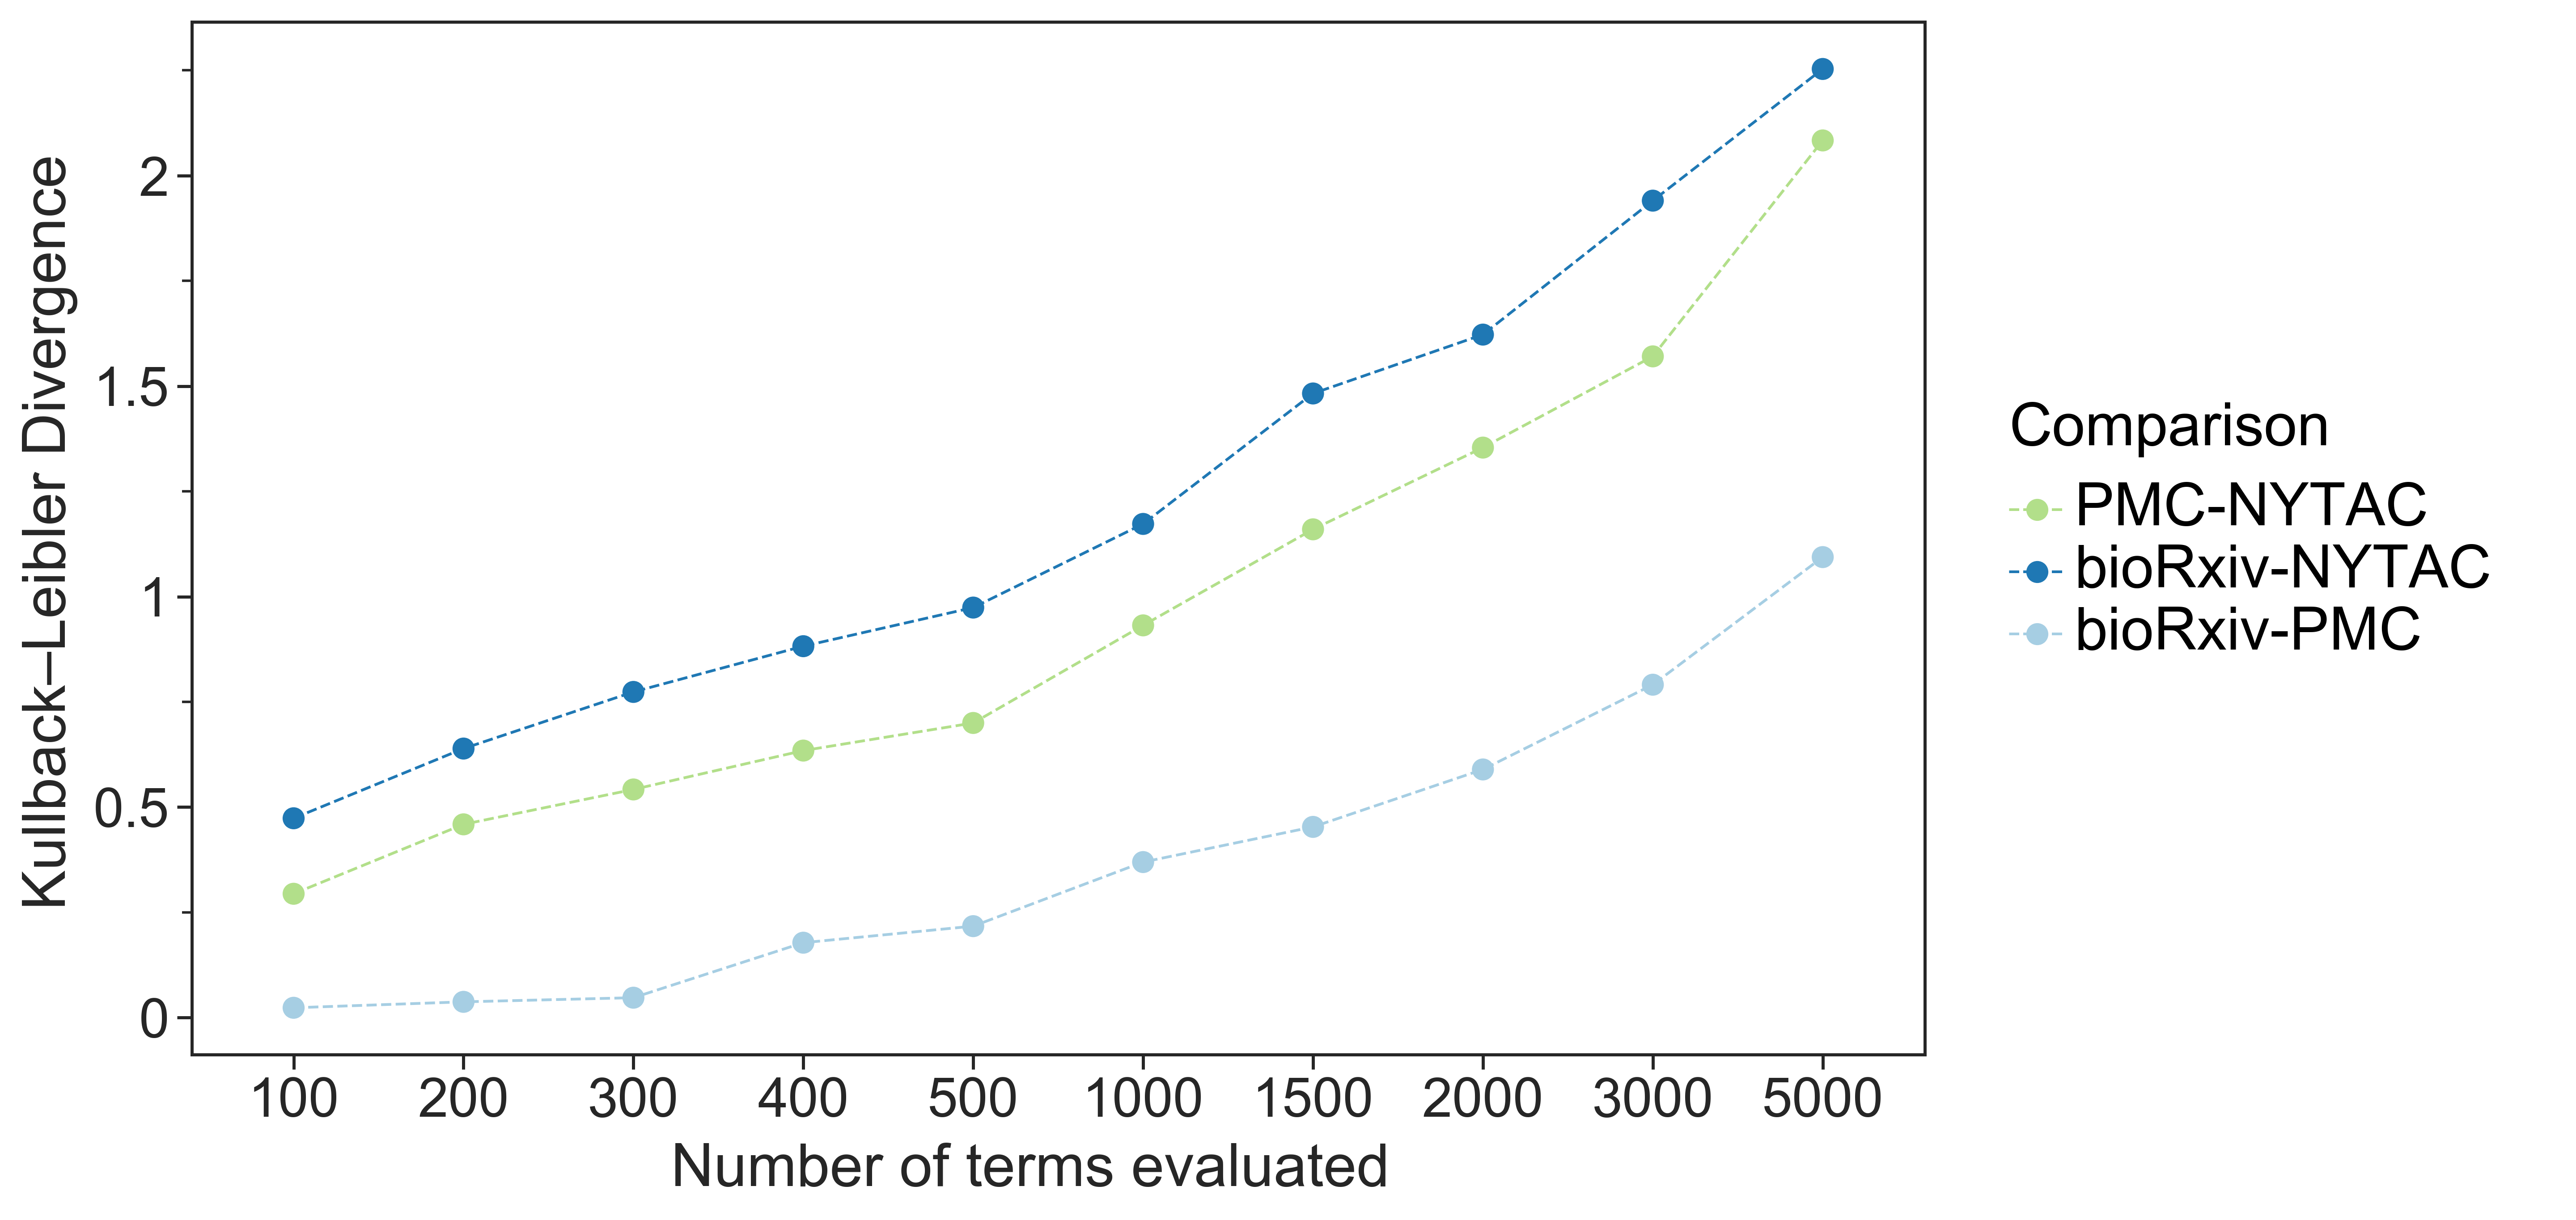 Kullback–Leibler Divergence
2
1.5
1
0.5
0
100 200 300 400 500 1000 1500 2000 3000 5000
Number of terms evaluated
Comparison
PMC-NYTAC
bioRxiv-NYTAC
bioRxiv-PMC